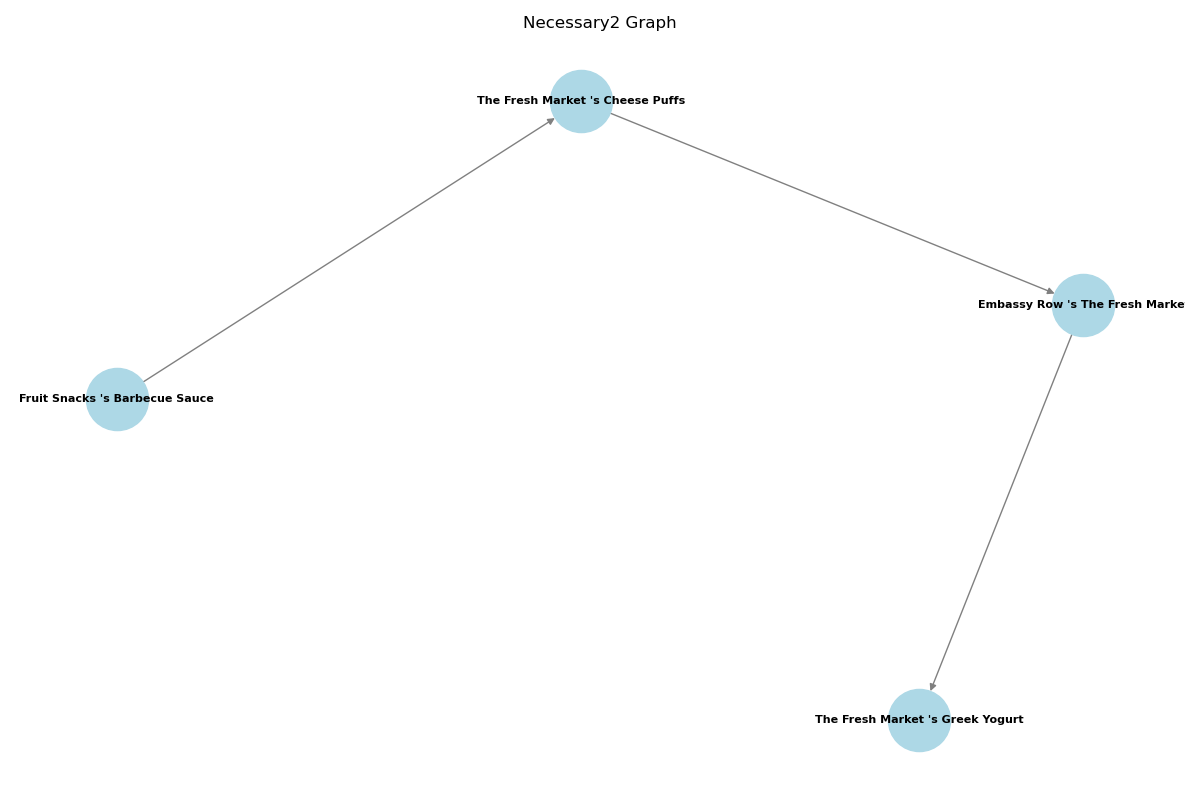 Necessary2 Graph
The Fresh Market 's Cheese Puffs
Embassy Row 's The Fresh Marke
Fruit Snacks 's Barbecue Sauce
The Fresh Market 's Greek Yogurt